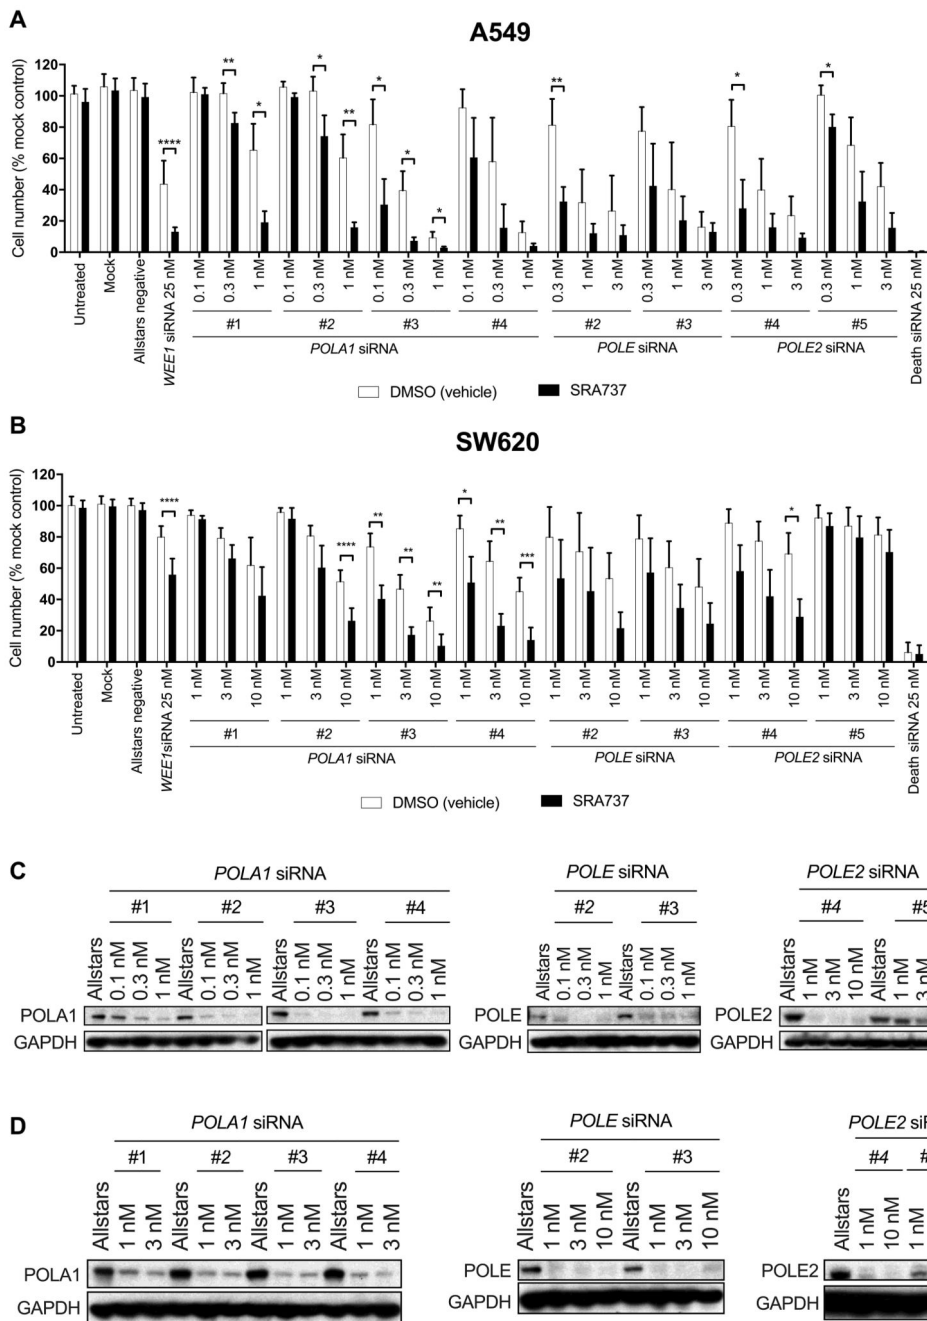 A
A549
Cell number (% mock control)
120
100
80
60
40
20
0
** * * ** * * * ** * *
****
Untreated
Mock
Allstars negative
WEE1 siRNA 25 nM
0.1 nM 0.3 nM 1 nM 0.1 nM 0.3 nM 1 nM 0.1 nM 0.3 nM 1 nM 0.1 nM 0.3 nM 1 nM 0.3 nM 1 nM 3 nM 0.3 nM 1 nM 3 nM 0.3 nM 1 nM 3 nM 0.3 nM 1 nM 3 nM
Death siRNA 25 nM
#1 #2 #3 #4 #2 #3 #4 #5
POLA1 siRNA POLE siRNA POLE2 siRNA
DMSO (vehicle) SRA737
B
SW620
Cell number (% mock control)
120
100
80
60
40
20
0
**** **** ** ** ** * ** *** *
Untreated
Mock
Allstars negative
WEE1siRNA 25 nM
1 nM 3 nM 10 nM 1 nM 3 nM 10 nM 1 nM 3 nM 10 nM 1 nM 3 nM 10 nM 1 nM 3 nM 10 nM 1 nM 3 nM 10 nM 1 nM 3 nM 10 nM 1 nM 3 nM 10 nM
Death siRNA 25 nM
#1 #2 #3 #4 #2 #3 #4 #5
POLA1 siRNA POLE siRNA POLE2 siRNA
DMSO (vehicle) SRA737
C
POLA1 siRNA POLE siRNA POLE2 siRNA
#1 #2 #3 #4 #2 #3 #4 #5
Allstars 0.1 nM 0.3 nM 1 nM Allstars 0.1 nM 0.3 nM 1 nM Allstars 0.1 nM 0.3 nM 1 nM Allstars 0.1 nM 0.3 nM 1 nM Allstars 0.1 nM 0.3 nM 1 nM Allstars 0.1 nM 0.3 nM 1 nM Allstars 1 nM 3 nM 10 nM Allstars 1 nM 3 nM
POLA1 POLE POLE2
GAPDH GAPDH GAPDH
D
POLA1 siRNA POLE siRNA POLE2
#1 #2 #3 #4 #2 #3 #4
Allstars 1 nM 3 nM Allstars 1 nM 3 nM Allstars 1 nM 3 nM Allstars 1 nM 3 nM Allstars 1 nM 3 nM 10 nM Allstars 1 nM 3 nM 10 nM Allstars 1 nM 10 nM 1 nM
POLA1 POLE POLE2
GAPDH GAPDH GAPDH